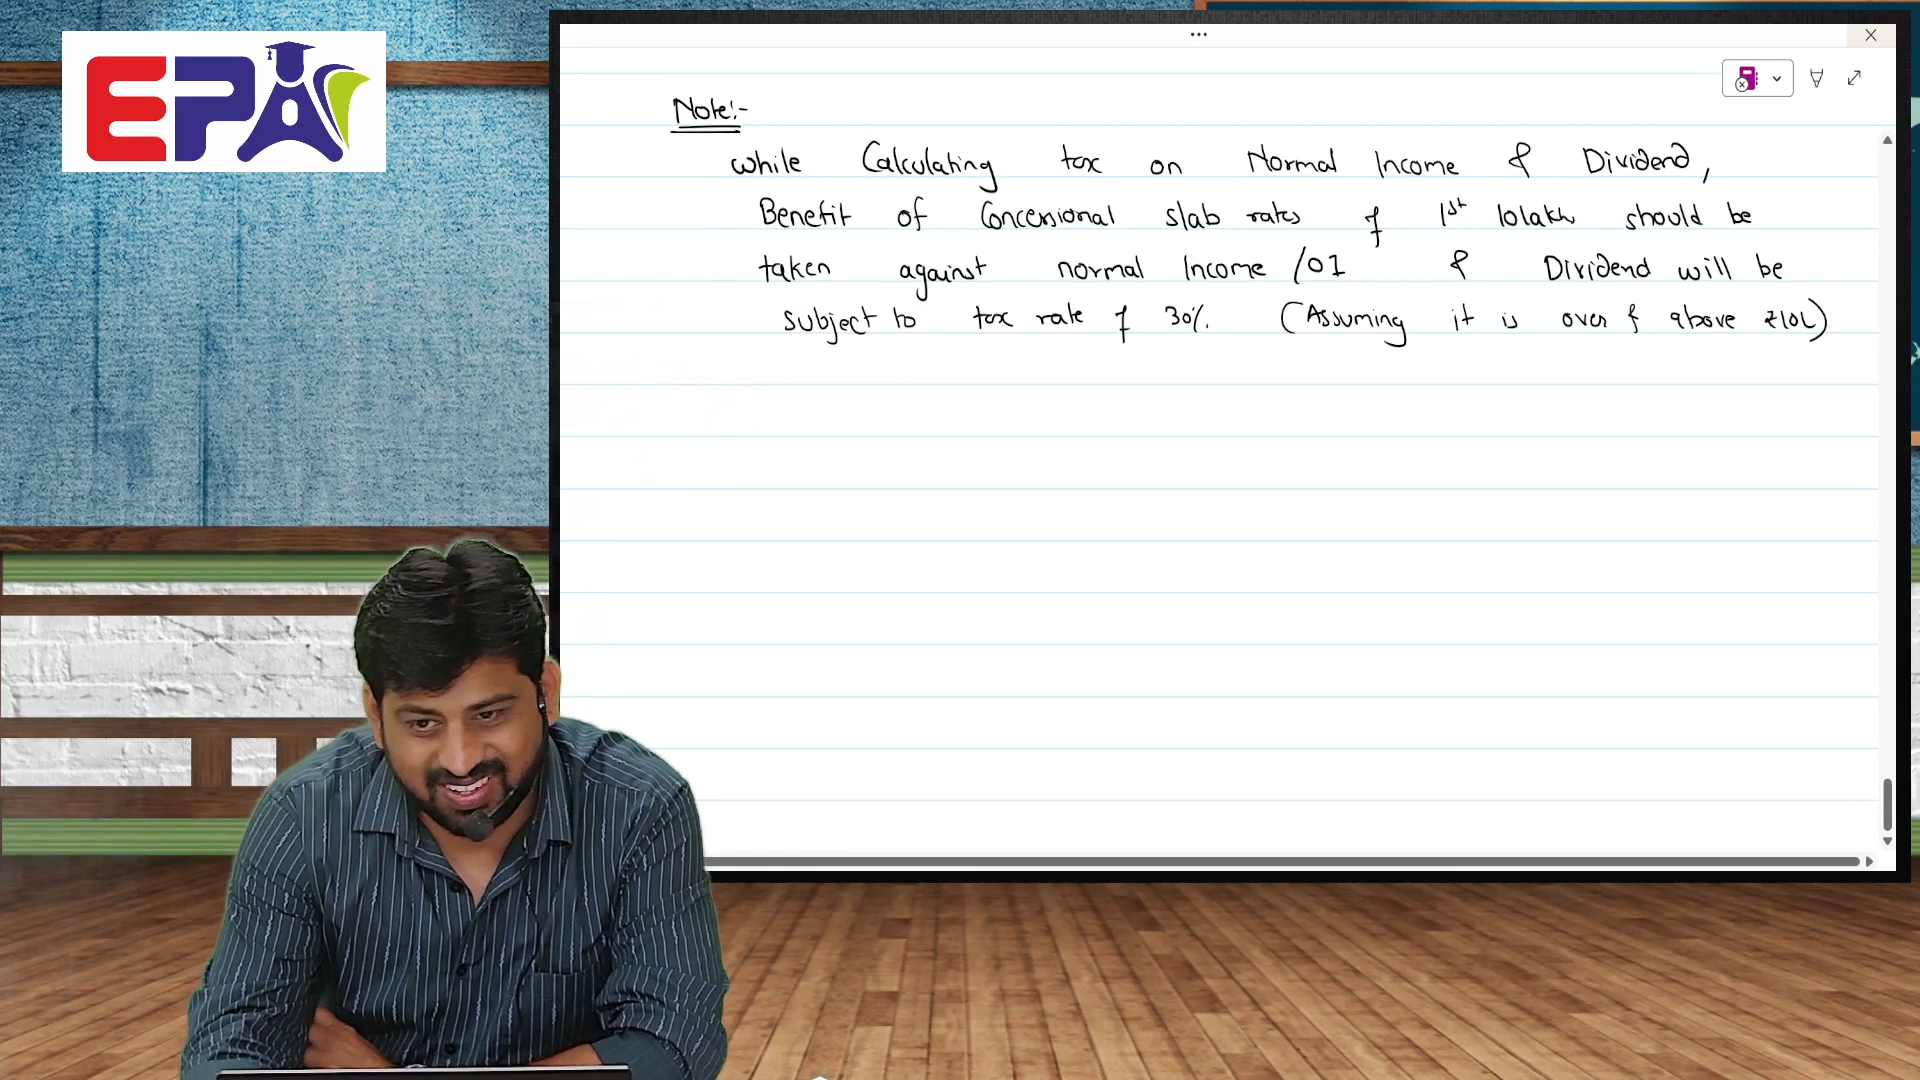 EPA
Note:-
while Calculating tax on Normal Income & Dividend,
Benefit of Concessional slab rates of 1st 10lakh should be
taken against normal Income /OI & Dividend will be
subject to tax rate of 30%. (Assuming it is over & above ₹10L)